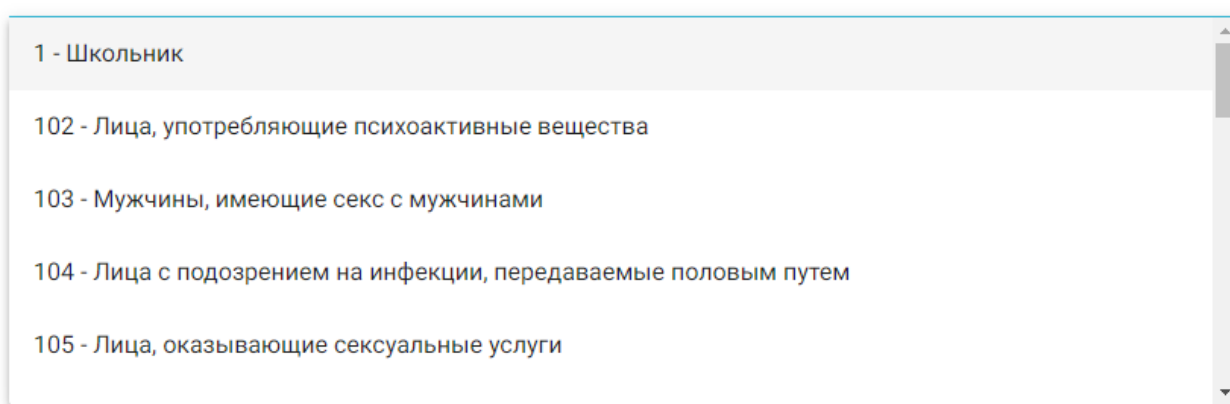 1 - Школьник
102 - Лица, употребляющие психоактивные вещества
103 - Мужчины, имеющие секс с мужчинами
104 - Лица с подозрением на инфекции, передаваемые половым путем
105 - Лица, оказывающие сексуальные услуги